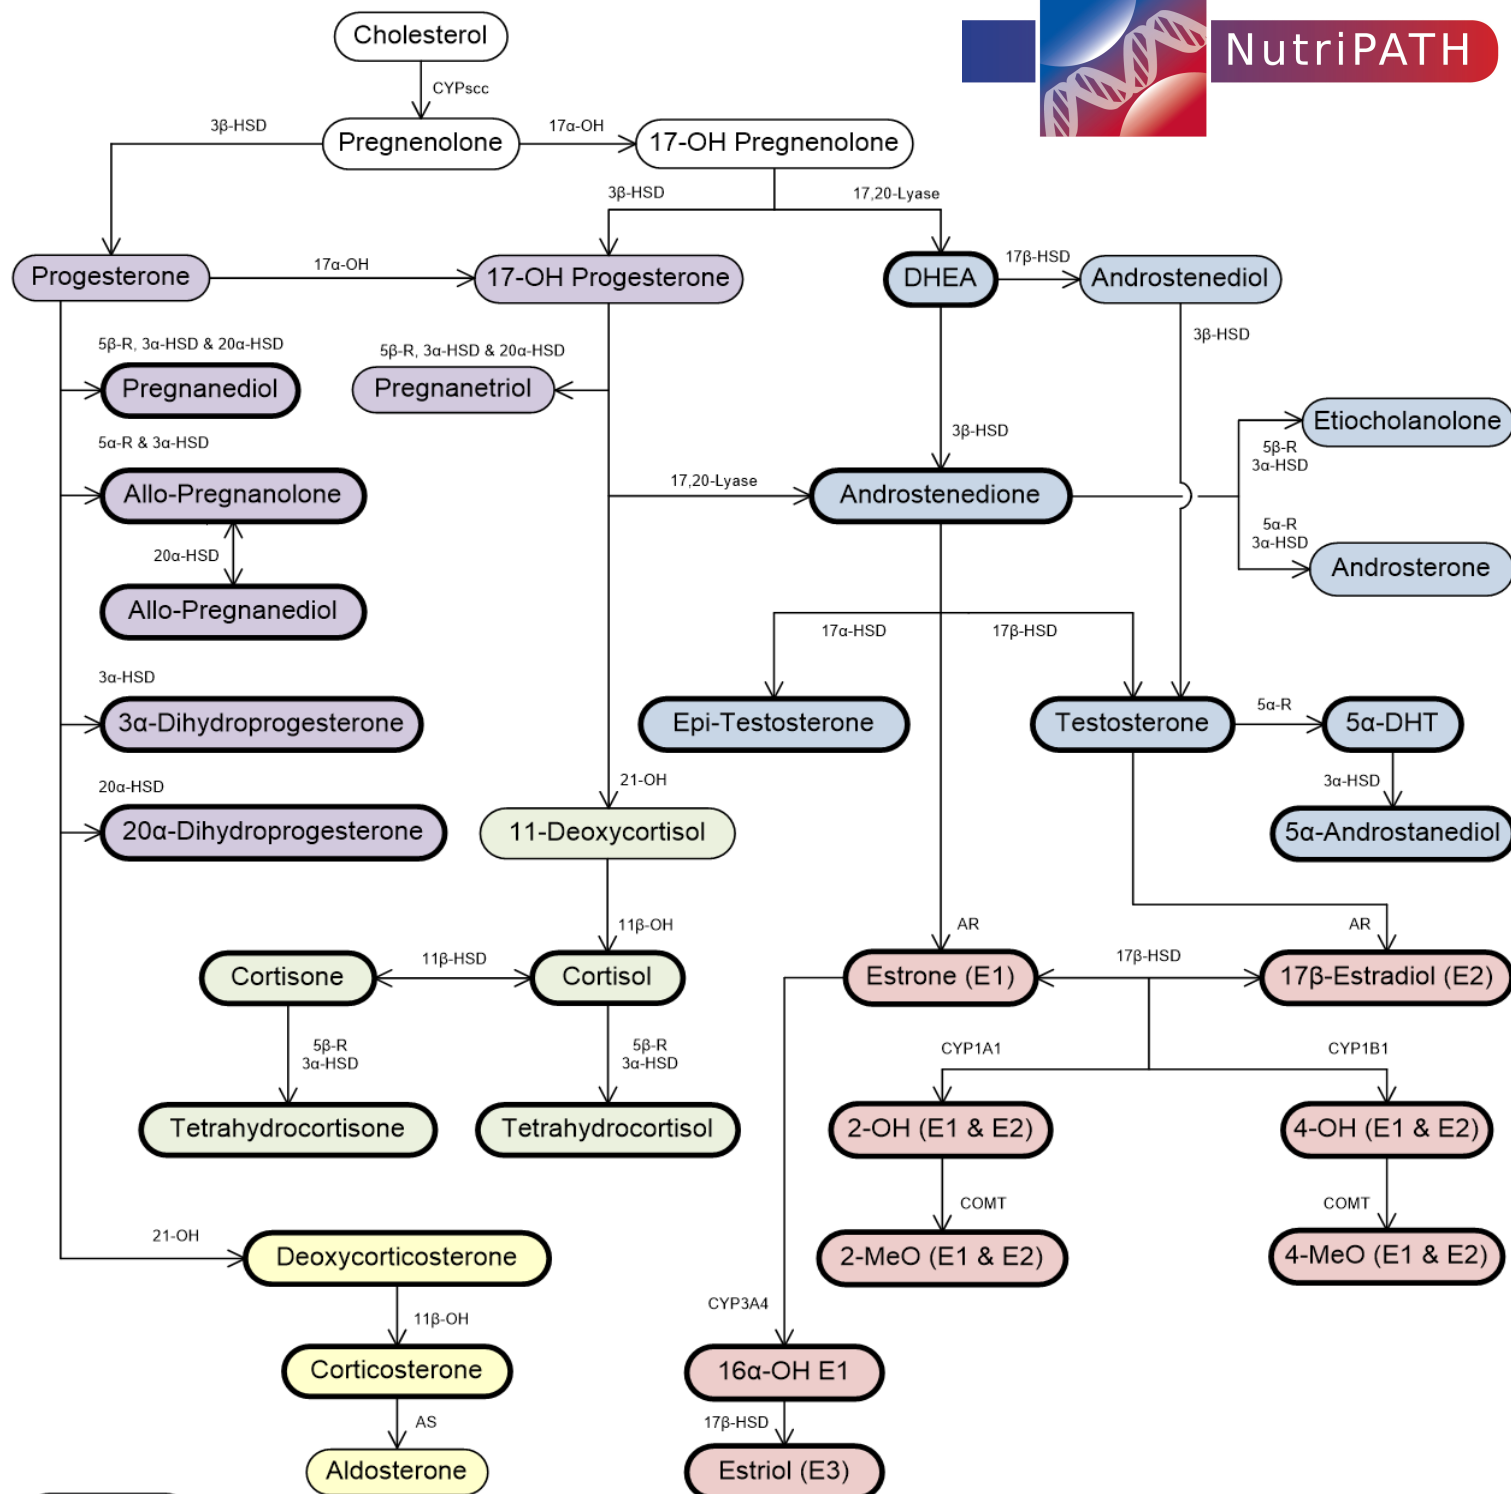 Cholesterol
NutriPATH
CYPscc
3β-HSD
Pregnenolone
17α-OH
17-OH Pregnenolone
3β-HSD
17,20-Lyase
Progesterone
17α-OH
17-OH Progesterone
DHEA
17β-HSD
Androstenediol
3β-HSD
5β-R, 3α-HSD & 20α-HSD
Pregnanediol
5β-R, 3α-HSD & 20α-HSD
Pregnanetriol
Etiocholanolone
5β-R
3α-HSD
5α-R & 3α-HSD
3β-HSD
Allo-Pregnanolone
17,20-Lyase
Androstenedione
5α-R
3α-HSD
Androsterone
20α-HSD
Allo-Pregnanediol
17α-HSD
17β-HSD
3α-HSD
3α-Dihydroprogesterone
Epi-Testosterone
Testosterone
5α-R
5α-DHT
20α-HSD
21-OH
3α-HSD
20α-Dihydroprogesterone
11-Deoxycortisol
5α-Androstanediol
11β-OH
AR
AR
Cortisone
11β-HSD
Cortisol
Estrone (E1)
17β-HSD
17β-Estradiol (E2)
5β-R
3α-HSD
5β-R
3α-HSD
CYP1A1
CYP1B1
Tetrahydrocortisone
Tetrahydrocortisol
2-OH (E1 & E2)
4-OH (E1 & E2)
COMT
COMT
21-OH
Deoxycorticosterone
2-MeO (E1 & E2)
4-MeO (E1 & E2)
11β-OH
CYP3A4
Corticosterone
16α-OH E1
AS
17β-HSD
Aldosterone
Estriol (E3)